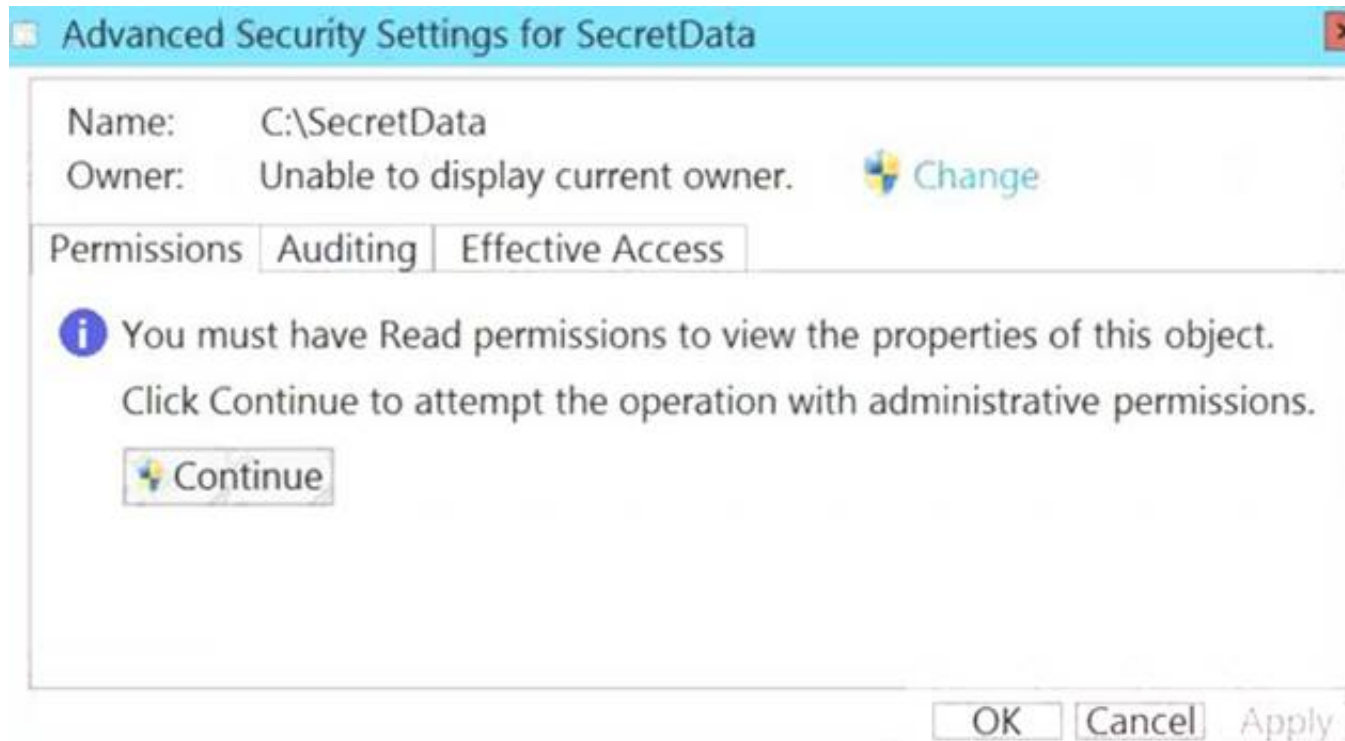 Advanced Security Settings for SecretData
Name: C:\SecretData
Owner: Unable to display current owner. Change
Permissions Auditing Effective Access
You must have Read permissions to view the properties of this object.
Click Continue to attempt the operation with administrative permissions.
Continue
OK Cancel Apply